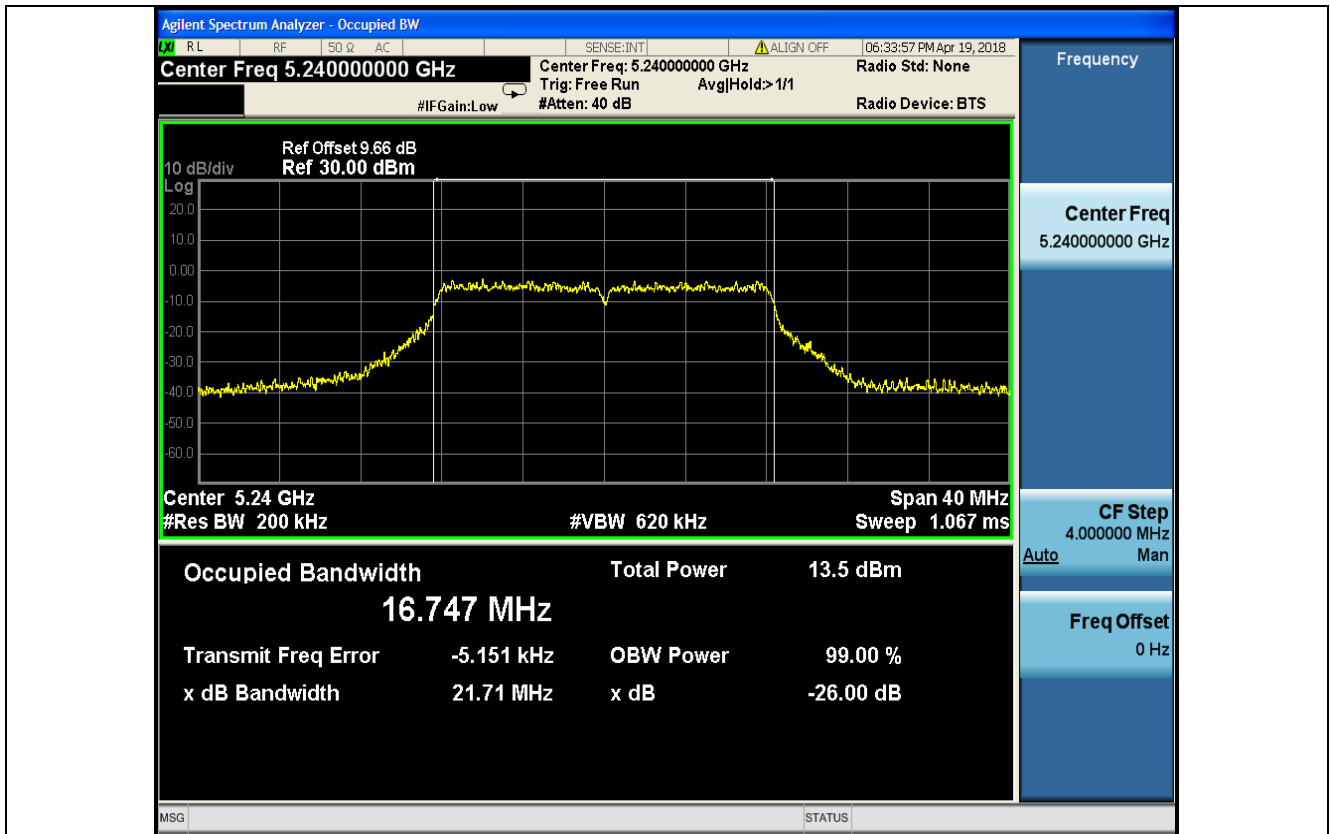 Agilent Spectrum Analyzer - Occupied BW
LXI RL RF 50 Ω AC SENSE:INT ALIGN OFF 06:33:57 PM Apr 19, 2018
Center Freq 5.240000000 GHz
#IFGain:Low
Center Freq: 5.240000000 GHz
Trig: Free Run Avg|Hold:> 1/1
#Atten: 40 dB
Radio Std: None
Radio Device: BTS
Ref Offset 9.66 dB
10 dB/div Ref 30.00 dBm
Log
20.0
10.0
0.00
-10.0
-20.0
-30.0
-40.0
-50.0
-60.0
Center 5.24 GHz Span 40 MHz
#Res BW 200 kHz #VBW 620 kHz Sweep 1.067 ms
Occupied Bandwidth Total Power 13.5 dBm
16.747 MHz
Transmit Freq Error -5.151 kHz OBW Power 99.00 %
x dB Bandwidth 21.71 MHz x dB -26.00 dB
MSG STATUS
Frequency
Center Freq
5.240000000 GHz
CF Step
4.000000 MHz
Auto Man
Freq Offset
0 Hz